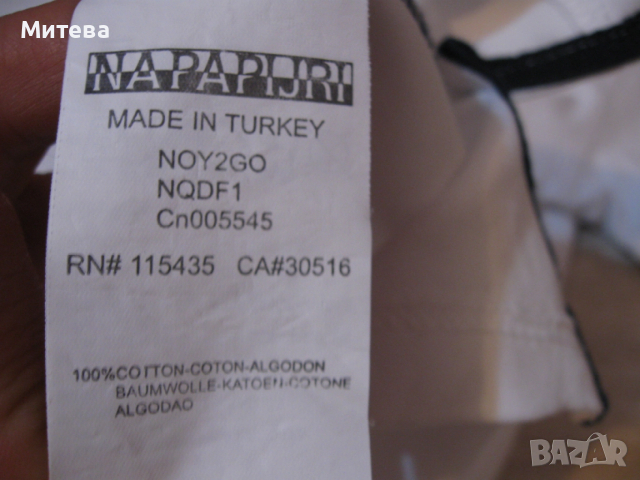 Митева
NAPAPIJRI
MADE IN TURKEY
NOY2GO
NQDF1
Cn005545
RN# 115435 CA#30516
100%COTTON-COTON-ALGODON
BAUMWOLLE-KATOEN-COTONE
ALGODAO
BAZAR